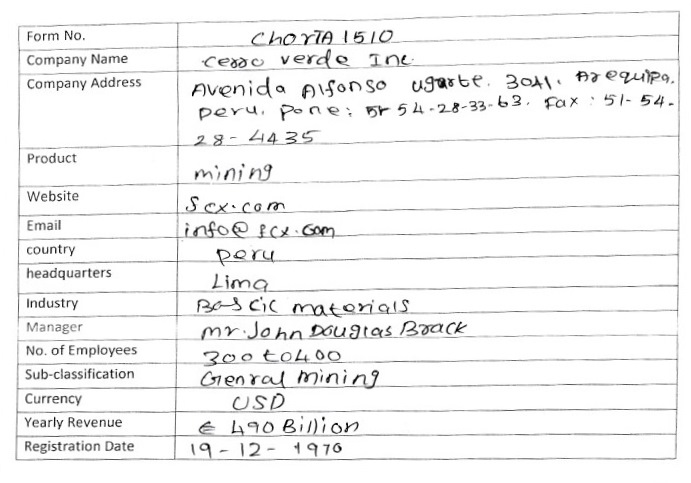 Form No. ChorTA 1510
Company Name Cerro verde Inc.
Company Address Avenida Alfonso ugarte. 3041. Arequipa.
peru. Pone: 51 54-28-33-63. Fax : 51-54-
28-4435
Product mining
Website Scx.com
Email info@fcx.com
country peru
headquarters Lima
Industry Bascic materials
Manager mr.John Douglas Brack
No. of Employees 300 to 400
Sub-classification Genral mining
Currency USD
Yearly Revenue € 490 Billion
Registration Date 19-12-1970